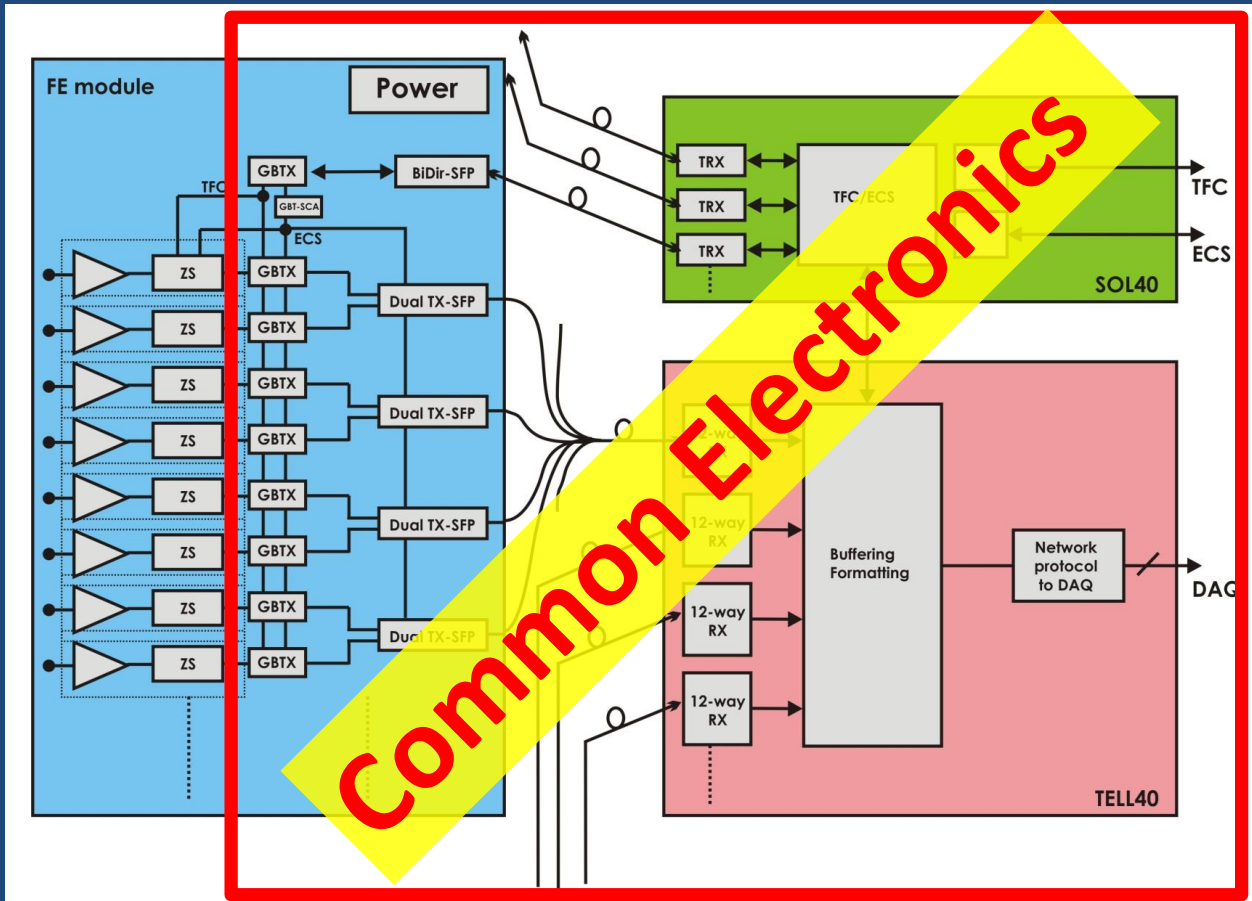 FE module
Power
GBTX
BiDir-SFP
TFC
GBT-SCA
ECS
ZS
GBTX
Dual TX-SFP
ZS
GBTX
ZS
GBTX
Dual TX-SFP
ZS
GBTX
ZS
GBTX
Dual TX-SFP
ZS
GBTX
ZS
GBTX
Dual TX-SFP
ZS
GBTX
TRX
TRX
TRX
TFC/ECS
TFC
ECS
SOL40
Common Electronics
12-way
RX
12-way
RX
12-way
RX
Buffering
Formatting
Network
protocol
to DAQ
DAQ
TELL40